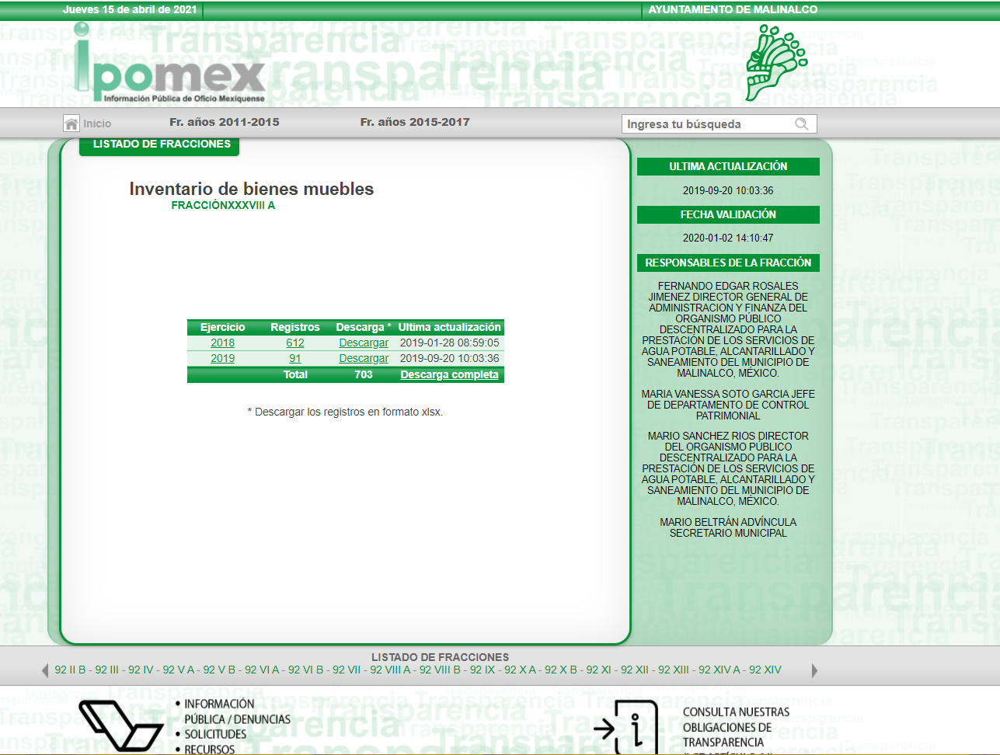 Jueves 15 de abril de 2021
AYUNTAMIENTO DE MALINALCO
ipomex
Información Pública de Oficio Mexiquense
Inicio
Fr. años 2011-2015
Fr. años 2015-2017
Ingresa tu búsqueda
LISTADO DE FRACCIONES
Inventario de bienes muebles
FRACCIÓNXXXVIII A
Ejercicio Registros Descarga * Ultima actualización
2018 612 Descargar 2019-01-28 08:59:05
2019 91 Descargar 2019-09-20 10:03:36
Total 703 Descarga completa
* Descargar los registros en formato xlsx.
ULTIMA ACTUALIZACIÓN
2019-09-20 10:03:36
FECHA VALIDACIÓN
2020-01-02 14:10:47
RESPONSABLES DE LA FRACCIÓN
FERNANDO EDGAR ROSALES
JIMENEZ DIRECTOR GENERAL DE
ADMINISTRACION Y FINANZA DEL
ORGANISMO PÚBLICO
DESCENTRALIZADO PARA LA
PRESTACIÓN DE LOS SERVICIOS DE
AGUA POTABLE, ALCANTARILLADO Y
SANEAMIENTO DEL MUNICIPIO DE
MALINALCO, MÉXICO.
MARIA VANESSA SOTO GARCIA JEFE
DE DEPARTAMENTO DE CONTROL
PATRIMONIAL
MARIO SANCHEZ RIOS DIRECTOR
DEL ORGANISMO PÚBLICO
DESCENTRALIZADO PARA LA
PRESTACIÓN DE LOS SERVICIOS DE
AGUA POTABLE, ALCANTARILLADO Y
SANEAMIENTO DEL MUNICIPIO DE
MALINALCO, MÉXICO.
MARIO BELTRÁN ADVÍNCULA
SECRETARIO MUNICIPAL
LISTADO DE FRACCIONES
92 II B - 92 III - 92 IV - 92 V A - 92 V B - 92 VI A - 92 VI B - 92 VII - 92 VIII A - 92 VIII B - 92 IX - 92 X A - 92 X B - 92 XI - 92 XII - 92 XIII - 92 XIV A - 92 XIV
• INFORMACIÓN
PÚBLICA / DENUNCIAS
• SOLICITUDES
• RECURSOS
CONSULTA NUESTRAS
OBLIGACIONES DE
TRANSPARENCIA